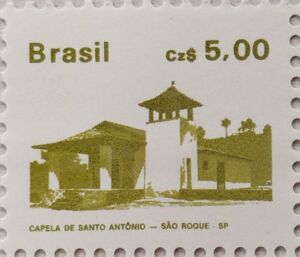 Brasil Cz$ 5,00
CAPELA DE SANTO ANTÔNIO — SÃO ROQUE - SP